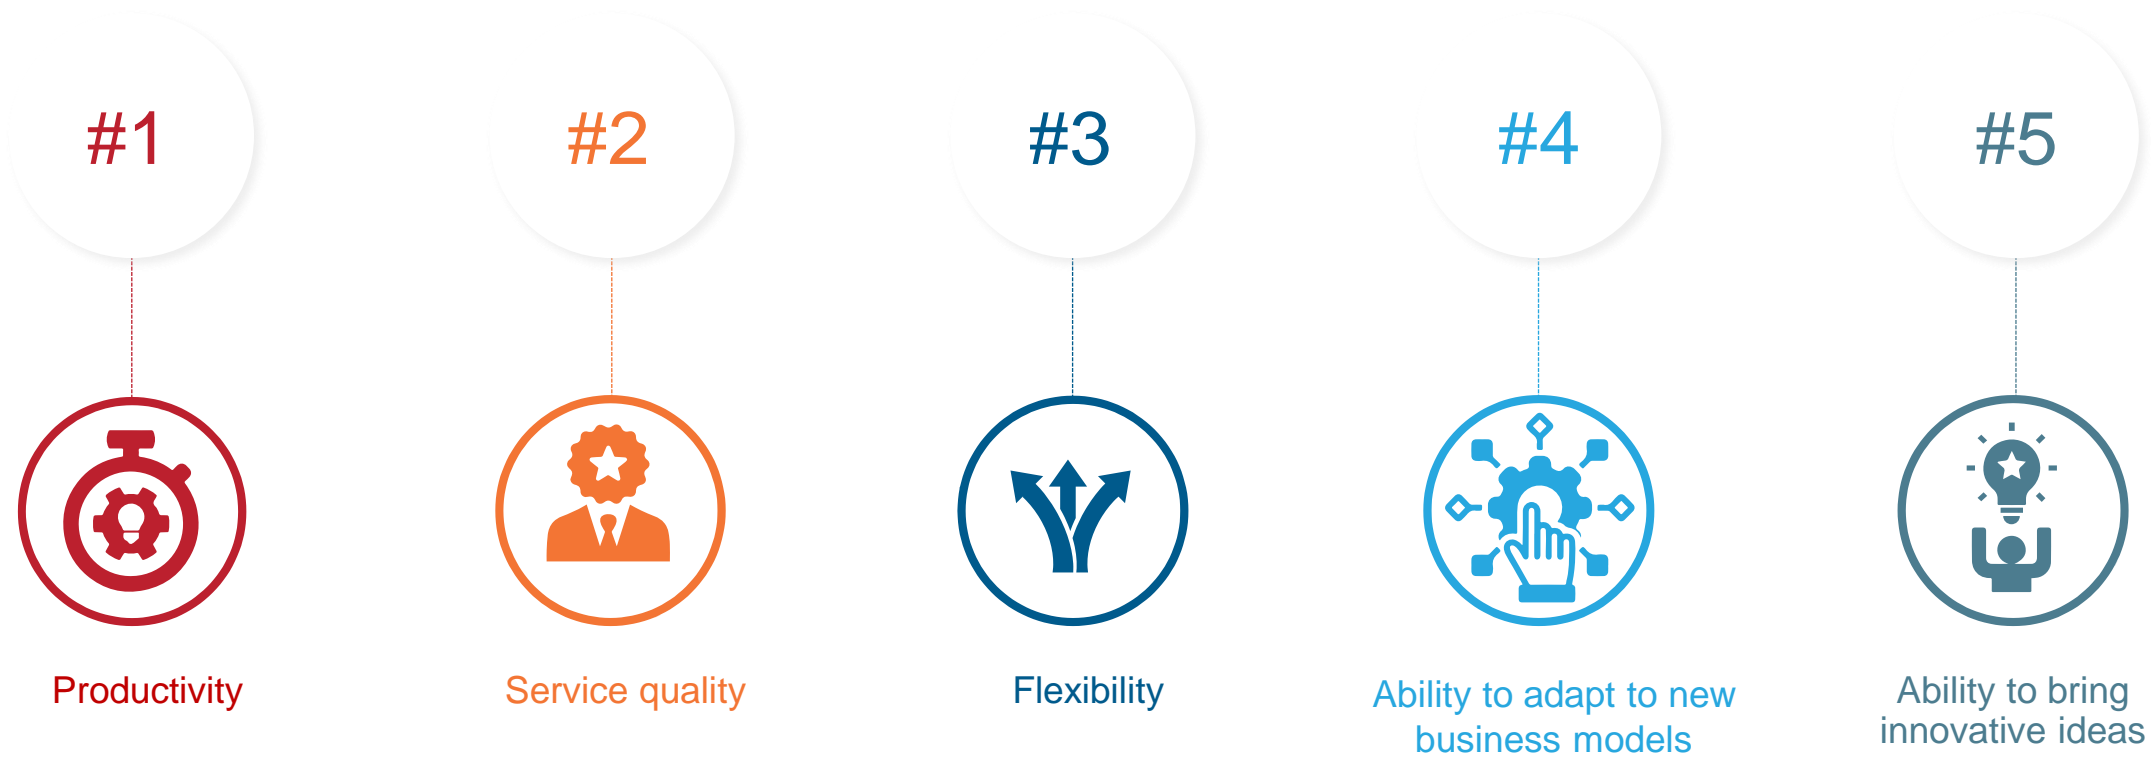 #1
#2
#3
#4
#5
Productivity
Service quality
Flexibility
Ability to adapt to new
business models
Ability to bring
innovative ideas